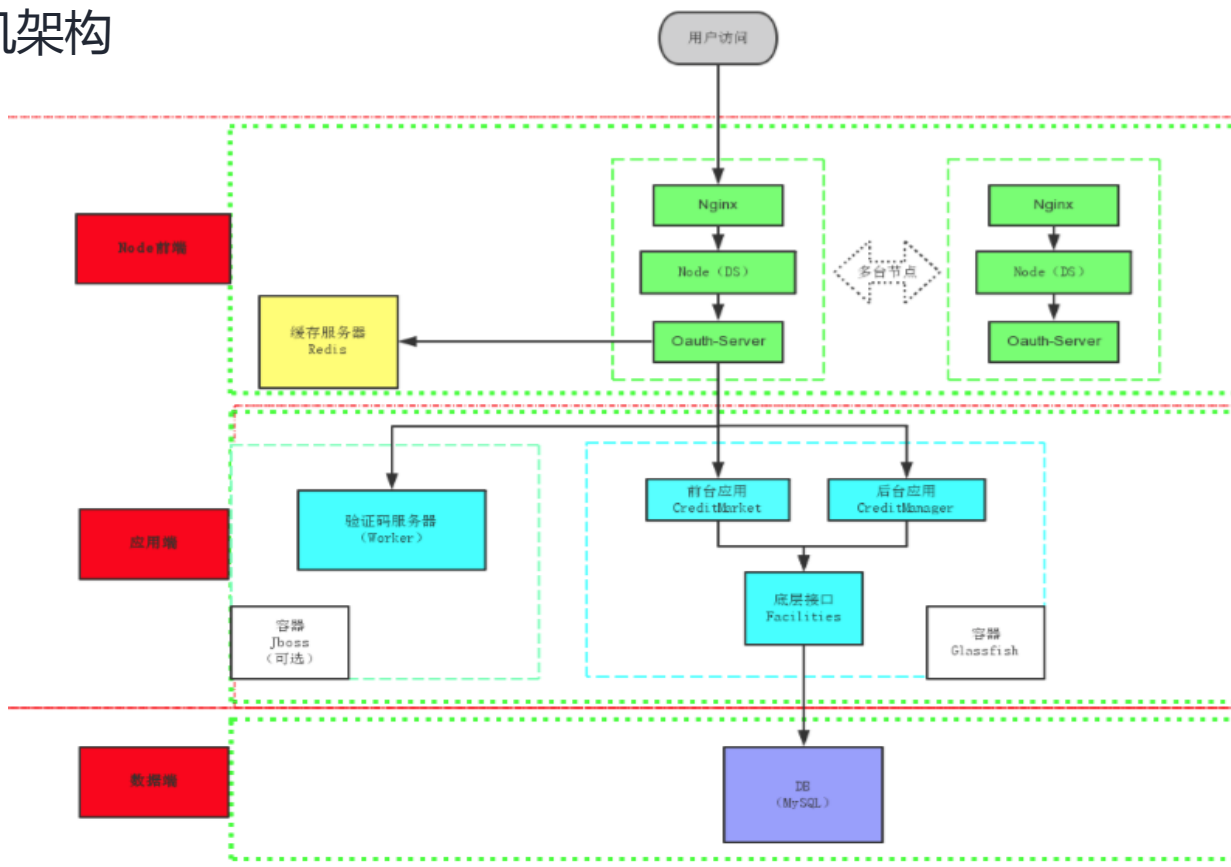 机架构
用户访问
Nginx
Nginx
Node前端
Node（DS）
多台节点
Node（DS）
缓存服务器
Redis
Oauth-Server
Oauth-Server
前台应用
CreditMarket
后台应用
CreditManager
验证码服务器
（Worker）
应用端
底层接口
Facilities
容器
Jboss
（可选）
容器
Glassfish
数据端
DB
（MySQL）